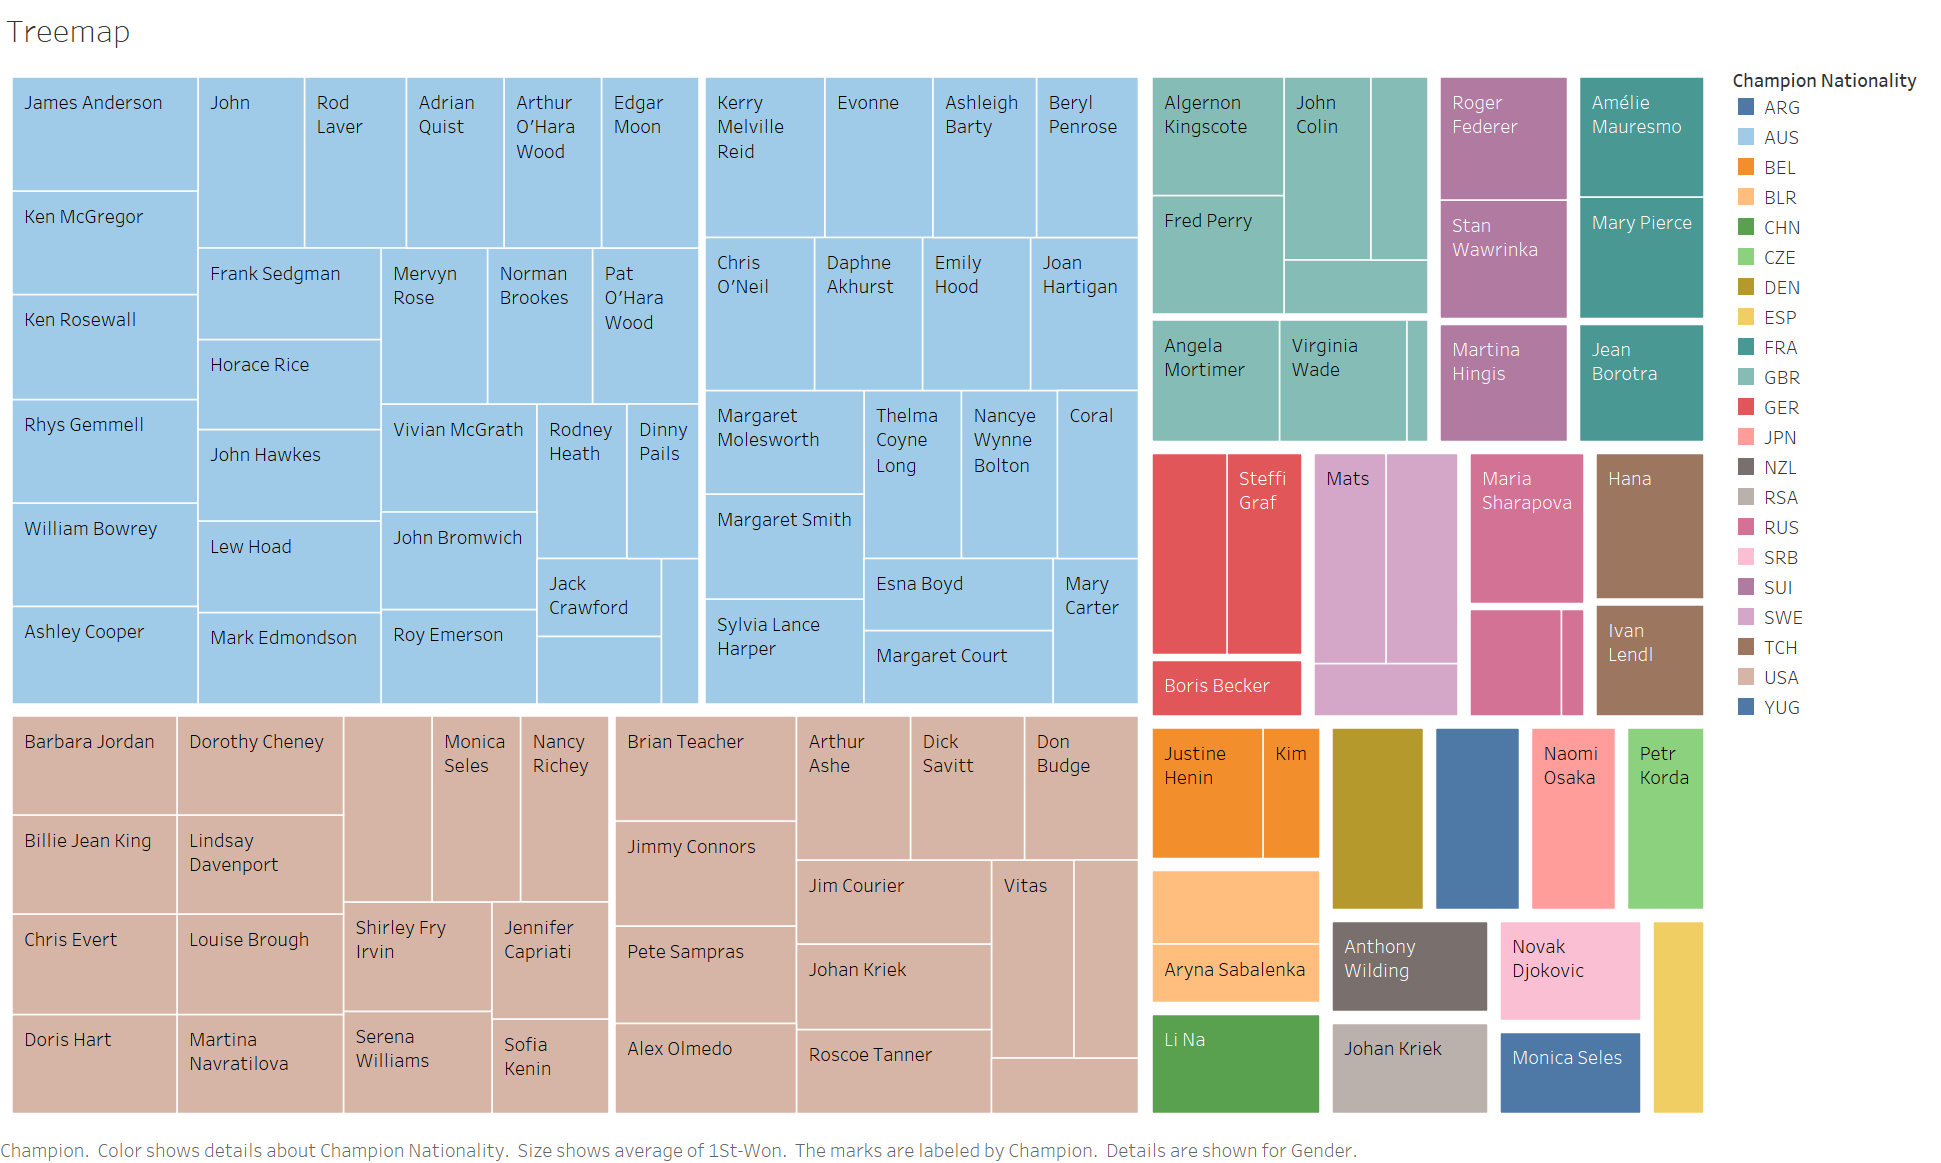 Treemap
James Anderson
Ken McGregor
Ken Rosewall
Rhys Gemmell
William Bowrey
Ashley Cooper
John
Rod
Laver
Adrian
Quist
Arthur
O’Hara
Wood
Edgar
Moon
Frank Sedgman
Horace Rice
John Hawkes
Lew Hoad
Mark Edmondson
Mervyn
Rose
Norman
Brookes
Pat
O’Hara
Wood
Vivian McGrath
John Bromwich
Roy Emerson
Rodney
Heath
Dinny
Pails
Jack
Crawford
Kerry
Melville
Reid
Evonne
Ashleigh
Barty
Beryl
Penrose
Chris
O’Neil
Daphne
Akhurst
Emily
Hood
Joan
Hartigan
Margaret
Molesworth
Margaret Smith
Sylvia Lance
Harper
Thelma
Coyne
Long
Nancye
Wynne
Bolton
Coral
Esna Boyd
Margaret Court
Mary
Carter
Barbara Jordan
Billie Jean King
Chris Evert
Doris Hart
Dorothy Cheney
Lindsay
Davenport
Louise Brough
Martina
Navratilova
Monica
Seles
Nancy
Richey
Shirley Fry
Irvin
Serena
Williams
Jennifer
Capriati
Sofia
Kenin
Brian Teacher
Jimmy Connors
Pete Sampras
Alex Olmedo
Arthur
Ashe
Dick
Savitt
Don
Budge
Jim Courier
Johan Kriek
Roscoe Tanner
Vitas
Algernon
Kingscote
Fred Perry
John
Colin
Angela
Mortimer
Virginia
Wade
Roger
Federer
Stan
Wawrinka
Martina
Hingis
Amélie
Mauresmo
Mary Pierce
Jean
Borotra
Steffi
Graf
Boris Becker
Mats
Maria
Sharapova
Hana
Ivan
Lendl
Justine
Henin
Kim
Aryna Sabalenka
Li Na
Naomi
Osaka
Petr
Korda
Anthony
Wilding
Johan Kriek
Novak
Djokovic
Monica Seles
Champion Nationality
ARG
AUS
BEL
BLR
CHN
CZE
DEN
ESP
FRA
GBR
GER
JPN
NZL
RSA
RUS
SRB
SUI
SWE
TCH
USA
YUG
Champion. Color shows details about Champion Nationality. Size shows average of 1St-Won. The marks are labeled by Champion. Details are shown for Gender.